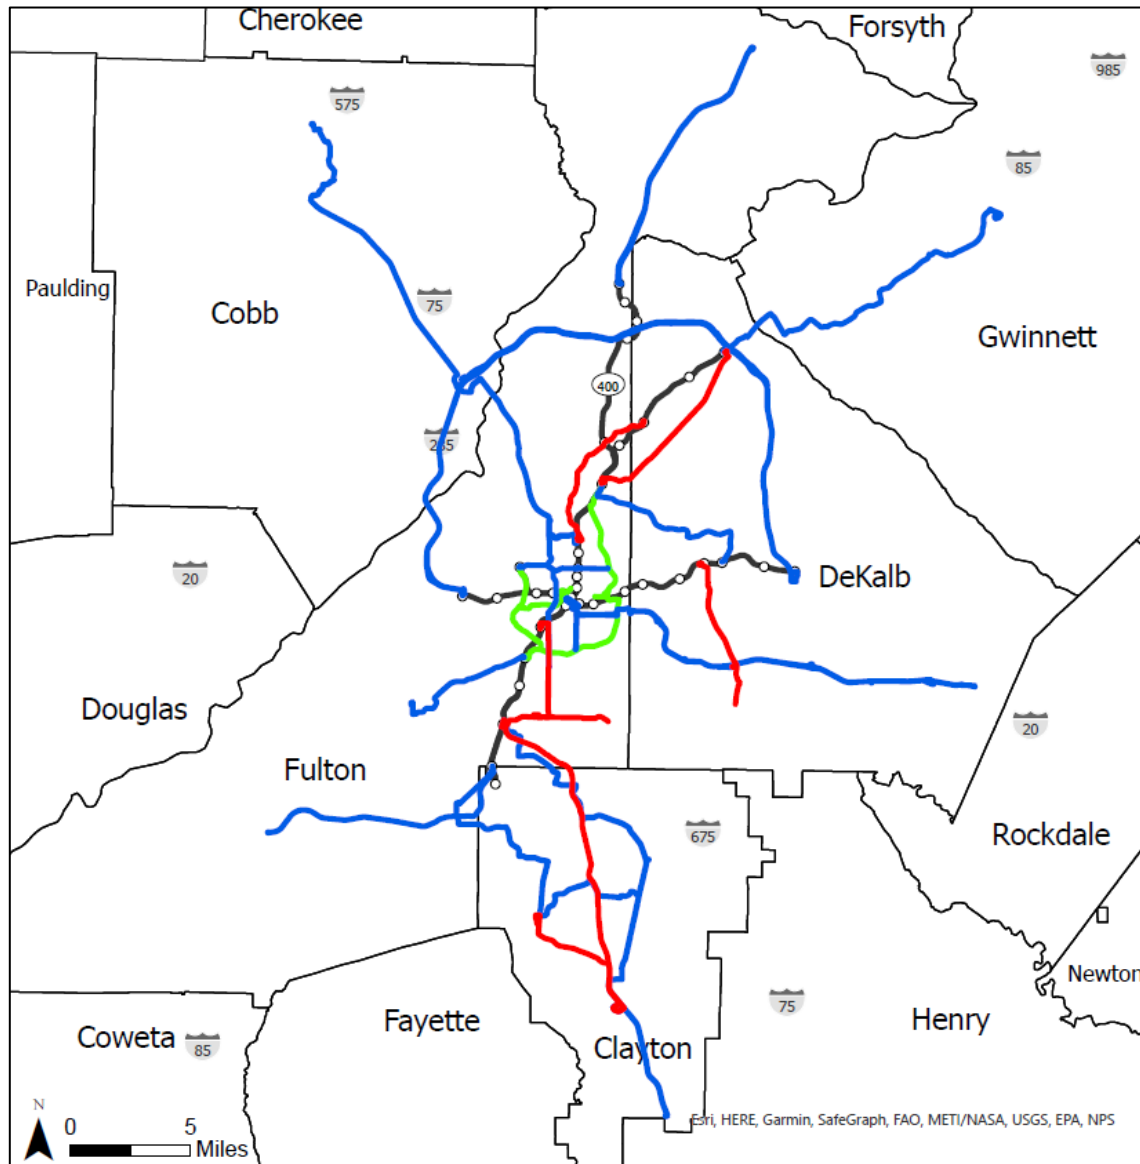 Cherokee
Forsyth
985
575
85
Paulding
75
Cobb
Gwinnett
400
285
20
DeKalb
Douglas
20
Fulton
675
Rockdale
Newton
75
Coweta
85
Fayette
Henry
Clayton
N
0 5
Miles
Esri, HERE, Garmin, SafeGraph, FAO, METI/NASA, USGS, EPA, NPS